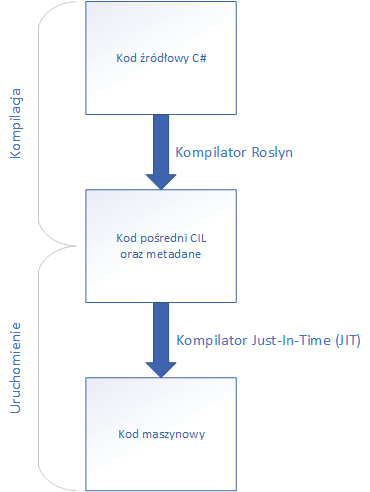 Kod źródłowy C#
Kompilacja
Kompilator Roslyn
Kod pośredni CIL
oraz metadane
Uruchomienie
Kompilator Just-In-Time (JIT)
Kod maszynowy